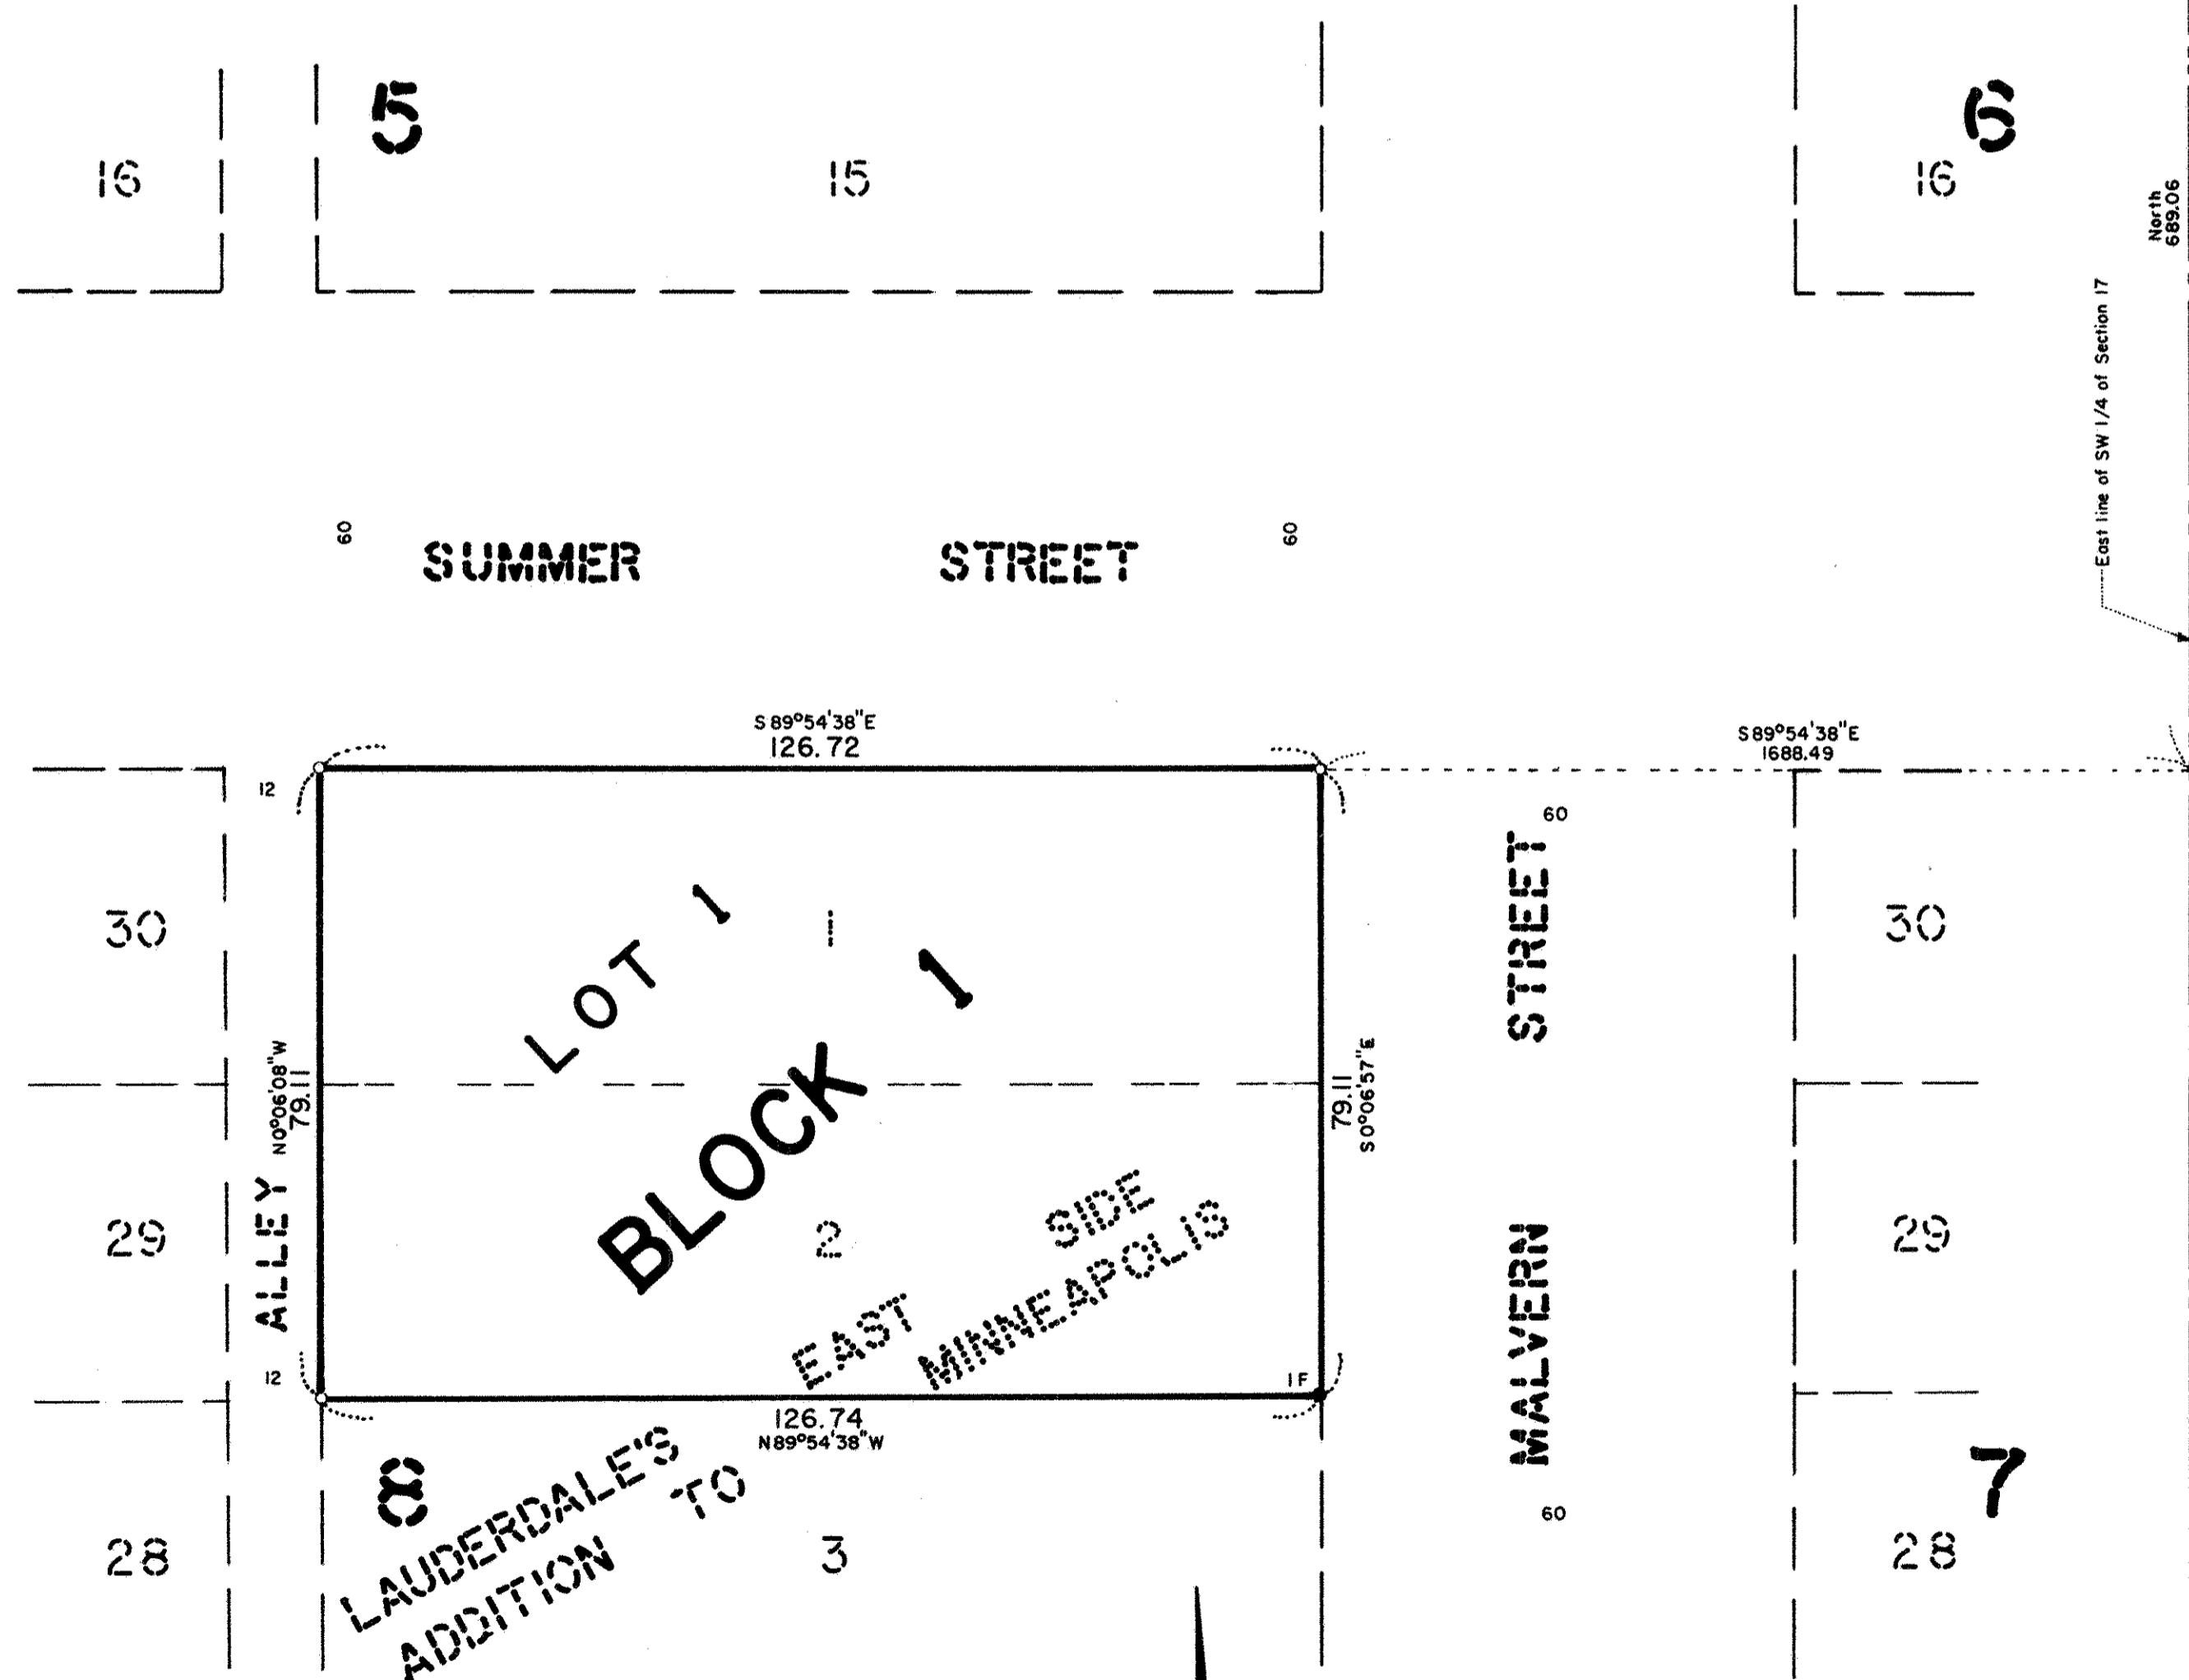 5
6
16
15
16
North
689.06
East line of SW 1/4 of Section 17
60
60
SUMMER STREET
S 89°54'38"E
126.72
S 89°54'38"E
1688.49
12
60
30
LOT 1
1
BLOCK 1
30
N0°06'08"W
79.11
79.11
S0°06'57"E
ALLEY
MALVERN STREET
29
2
29
EAST SIDE
MINNEAPOLIS
12
1F
126.74
N89°54'38"W
8
LAUDERDALE'S
ADDITION TO
7
60
28
3
28